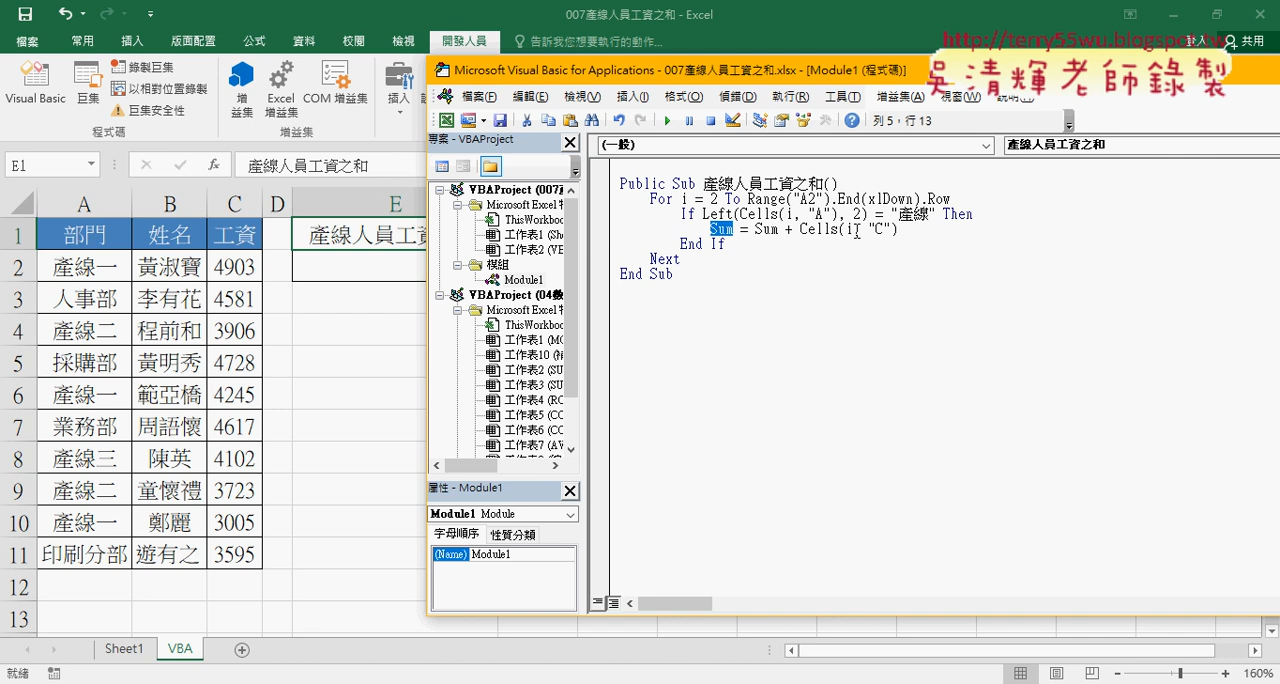 007產線人員工資之和 - Excel
檔案 常用 插入 版面配置 公式 資料 校閱 檢視 開發人員 告訴我您想要執行的動作... 登入 共用
http://terry55wu.blogspot.tw
吳清輝老師錄製
Visual Basic 巨集 錄製巨集 以相對位置錄製 巨集安全性
程式碼
增益集 Excel 增益集 COM 增益集
增益集
插入
E1 fx 產線人員工資之和
A B C D E
1 部門 姓名 工資 產線人員工資
2 產線一 黃淑寶 4903
3 人事部 李有花 4581
4 產線二 程前和 3906
5 採購部 黃明秀 4728
6 產線一 範亞橋 4245
7 業務部 周語懷 4617
8 產線三 陳英 4102
9 產線二 童懷禮 3723
10 產線一 鄭麗 3005
11 印刷分部 遊有之 3595
12
13
Sheet1 VBA
就緒
160%
Microsoft Visual Basic for Applications - 007產線人員工資之和.xlsx - [Module1 (程式碼)]
檔案(F) 編輯(E) 檢視(V) 插入(I) 格式(O) 偵錯(D) 執行(R) 工具(T) 增益集(A) 視窗(W) 說明(H)
列 5，行 13
專案 - VBAProject
VBAProject (007產
Microsoft Excel
ThisWorkbo
工作表1 (Sh
工作表2 (VE
模組
Module1
VBAProject (04數
Microsoft Excel
ThisWorkbo
工作表1 (MO
工作表10 (補
工作表2 (SU
工作表3 (SU
工作表4 (RO
工作表5 (CO
工作表6 (CO
工作表7 (AV
屬性 - Module1
Module1 Module
字母順序 性質分類
(Name) Module1
(一般) 產線人員工資之和
Public Sub 產線人員工資之和()
For i = 2 To Range("A2").End(xlDown).Row
If Left(Cells(i, "A"), 2) = "產線" Then
Sum = Sum + Cells(i, "C")
End If
Next
End Sub